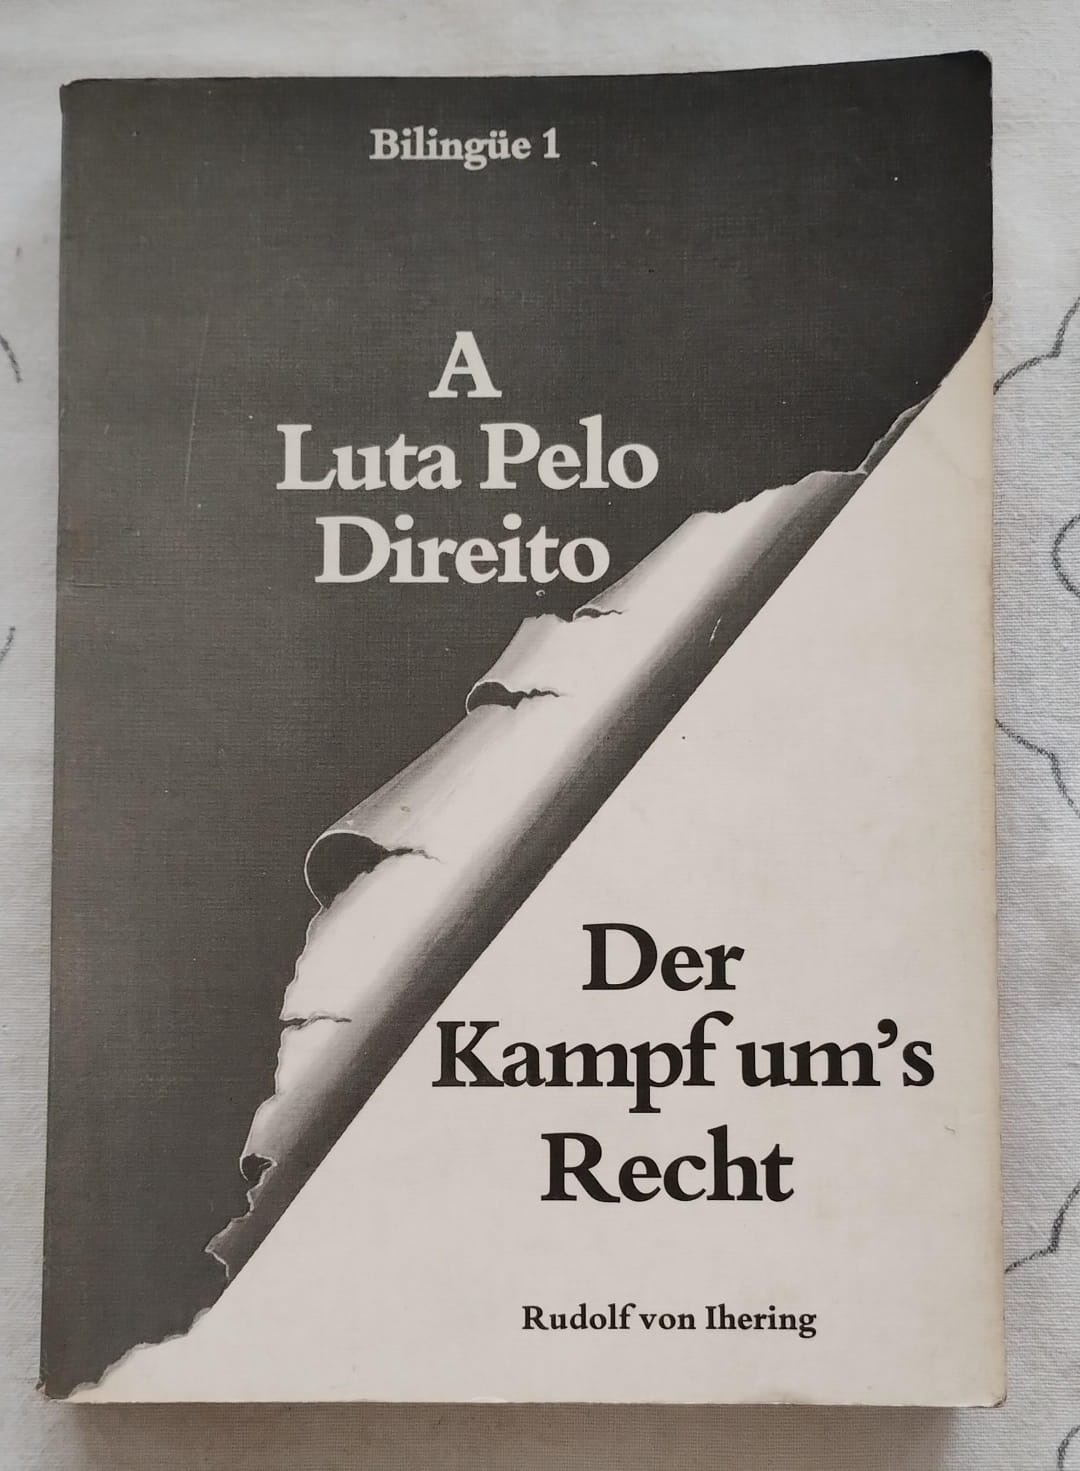 Bilingüe 1
A
Luta Pelo
Direito
Der
Kampf um's
Recht
Rudolf von Ihering